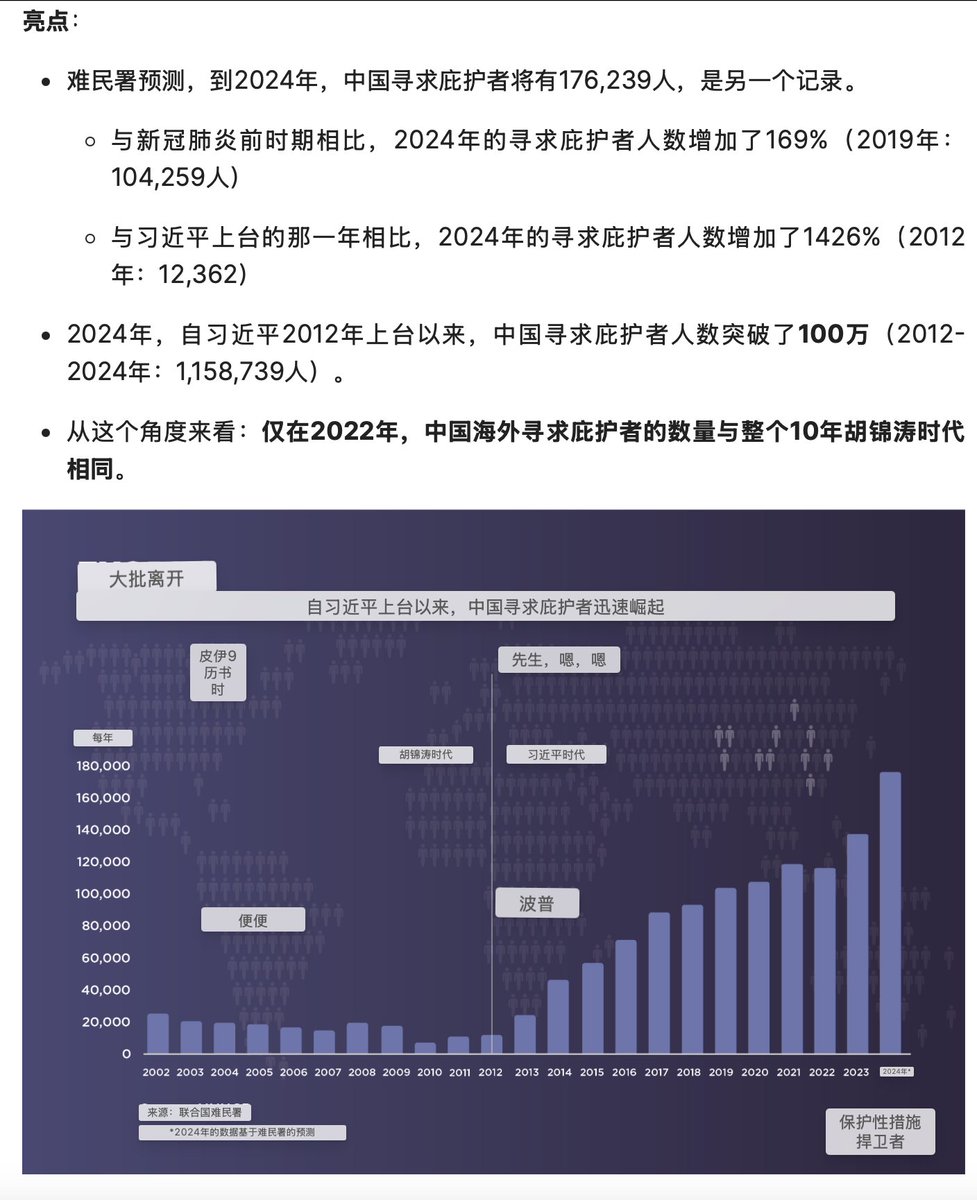 亮点：
• 难民署预测，到2024年，中国寻求庇护者将有176,239人，是另一个记录。
○ 与新冠肺炎前时期相比，2024年的寻求庇护者人数增加了169%（2019年：
104,259人）
○ 与习近平上台的那一年相比，2024年的寻求庇护者人数增加了1426%（2012
年：12,362）
• 2024年，自习近平2012年上台以来，中国寻求庇护者人数突破了100万（2012-
2024年：1,158,739人）。
• 从这个角度来看：仅在2022年，中国海外寻求庇护者的数量与整个10年胡锦涛时代
相同。
大批离开
自习近平上台以来，中国寻求庇护者迅速崛起
皮伊9
历书
时
先生，嗯，嗯
每年
胡锦涛时代
习近平时代
180,000
160,000
140,000
120,000
100,000
80,000
60,000
40,000
20,000
0
便便
波普
2002 2003 2004 2005 2006 2007 2008 2009 2010 2011 2012 2013 2014 2015 2016 2017 2018 2019 2020 2021 2022 2023 2024年*
来源：联合国难民署
*2024年的数据基于难民署的预测
保护性措施
捍卫者